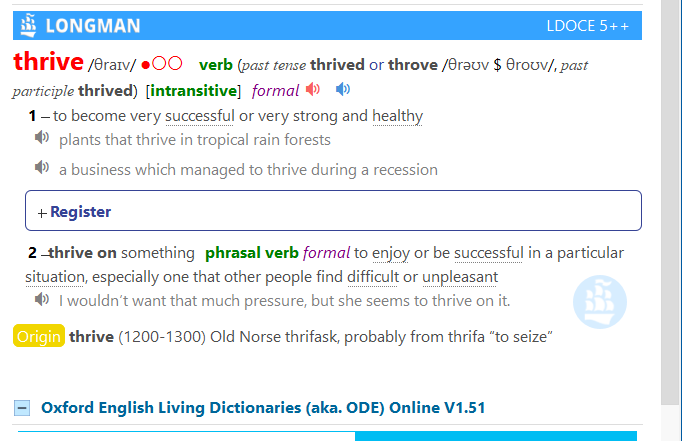 LONGMAN LDOCE 5++
thrive /θraɪv/ ●○○ verb (past tense thrived or throve /θrəʊv $ θroʊv/, past
participle thrived) [intransitive] formal
1 – to become very successful or very strong and healthy
plants that thrive in tropical rain forests
a business which managed to thrive during a recession
+ Register
2 –thrive on something phrasal verb formal to enjoy or be successful in a particular
situation, especially one that other people find difficult or unpleasant
I wouldn’t want that much pressure, but she seems to thrive on it.
Origin thrive (1200-1300) Old Norse thrifask, probably from thrifa “to seize”
Oxford English Living Dictionaries (aka. ODE) Online V1.51